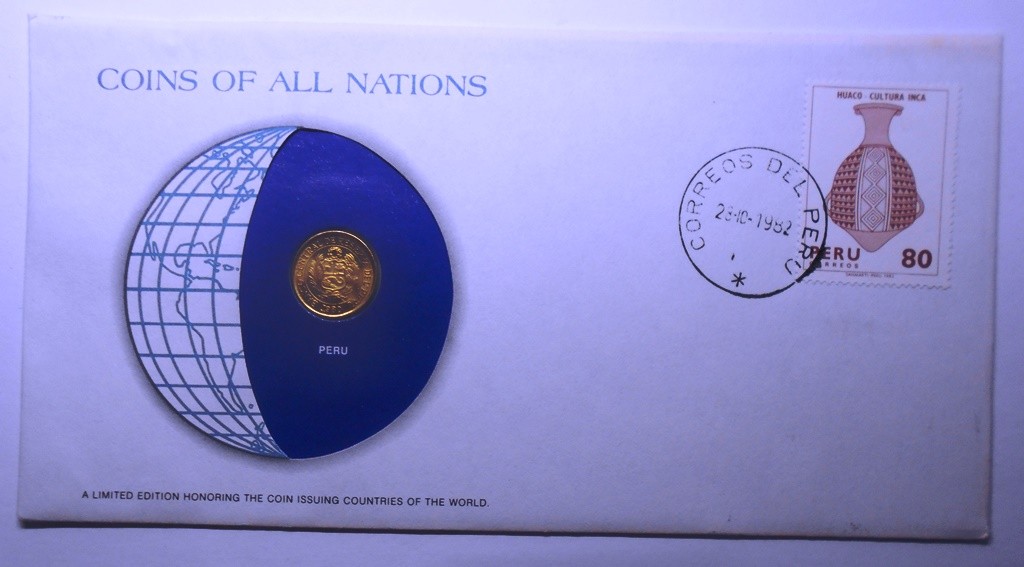 COINS OF ALL NATIONS
HUACO - CULTURA INCA
CORREOS DEL PERU
28-10-1982
*
PERU 80
CORREOS
PERU
A LIMITED EDITION HONORING THE COIN ISSUING COUNTRIES OF THE WORLD.